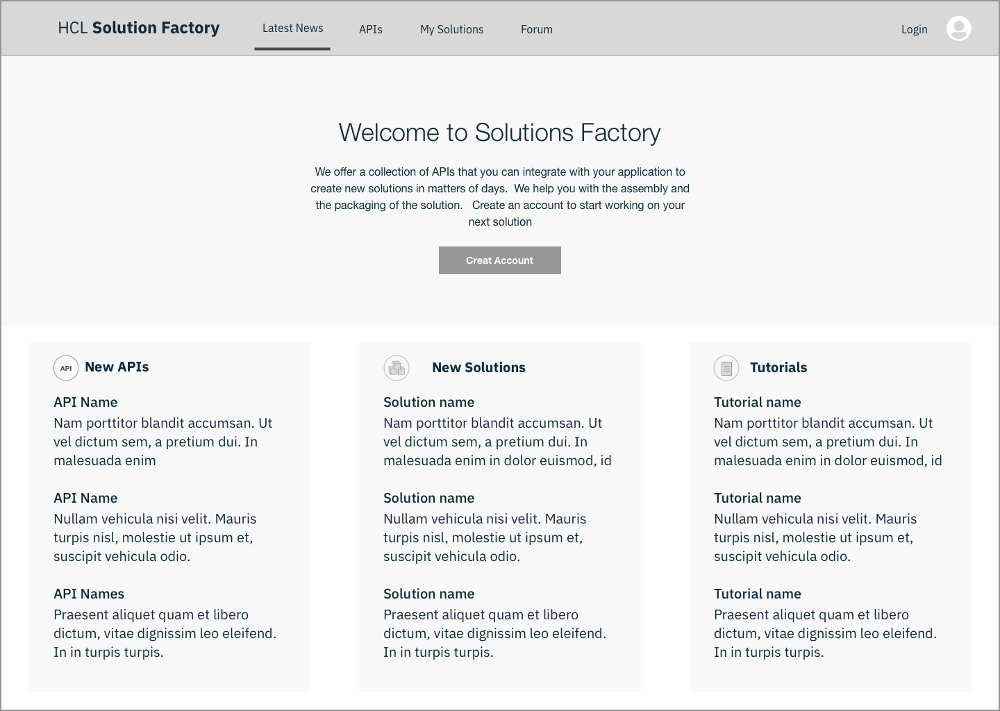 HCL Solution Factory
Latest News
APIs
My Solutions
Forum
Login
Welcome to Solutions Factory
We offer a collection of APIs that you can integrate with your application to
create new solutions in matters of days.  We help you with the assembly and
the packaging of the solution.   Create an account to start working on your
next solution
Creat Account
API
New APIs
API Name
Nam porttitor blandit accumsan. Ut
vel dictum sem, a pretium dui. In
malesuada enim
API Name
Nullam vehicula nisi velit. Mauris
turpis nisl, molestie ut ipsum et,
suscipit vehicula odio.
API Names
Praesent aliquet quam et libero
dictum, vitae dignissim leo eleifend.
In in turpis turpis.
New Solutions
Solution name
Nam porttitor blandit accumsan. Ut
vel dictum sem, a pretium dui. In
malesuada enim in dolor euismod, id
Solution name
Nullam vehicula nisi velit. Mauris
turpis nisl, molestie ut ipsum et,
suscipit vehicula odio.
Solution name
Praesent aliquet quam et libero
dictum, vitae dignissim leo eleifend.
In in turpis turpis.
Tutorials
Tutorial name
Nam porttitor blandit accumsan. Ut
vel dictum sem, a pretium dui. In
malesuada enim in dolor euismod, id
Tutorial name
Nullam vehicula nisi velit. Mauris
turpis nisl, molestie ut ipsum et,
suscipit vehicula odio.
Tutorial name
Praesent aliquet quam et libero
dictum, vitae dignissim leo eleifend.
In in turpis turpis.